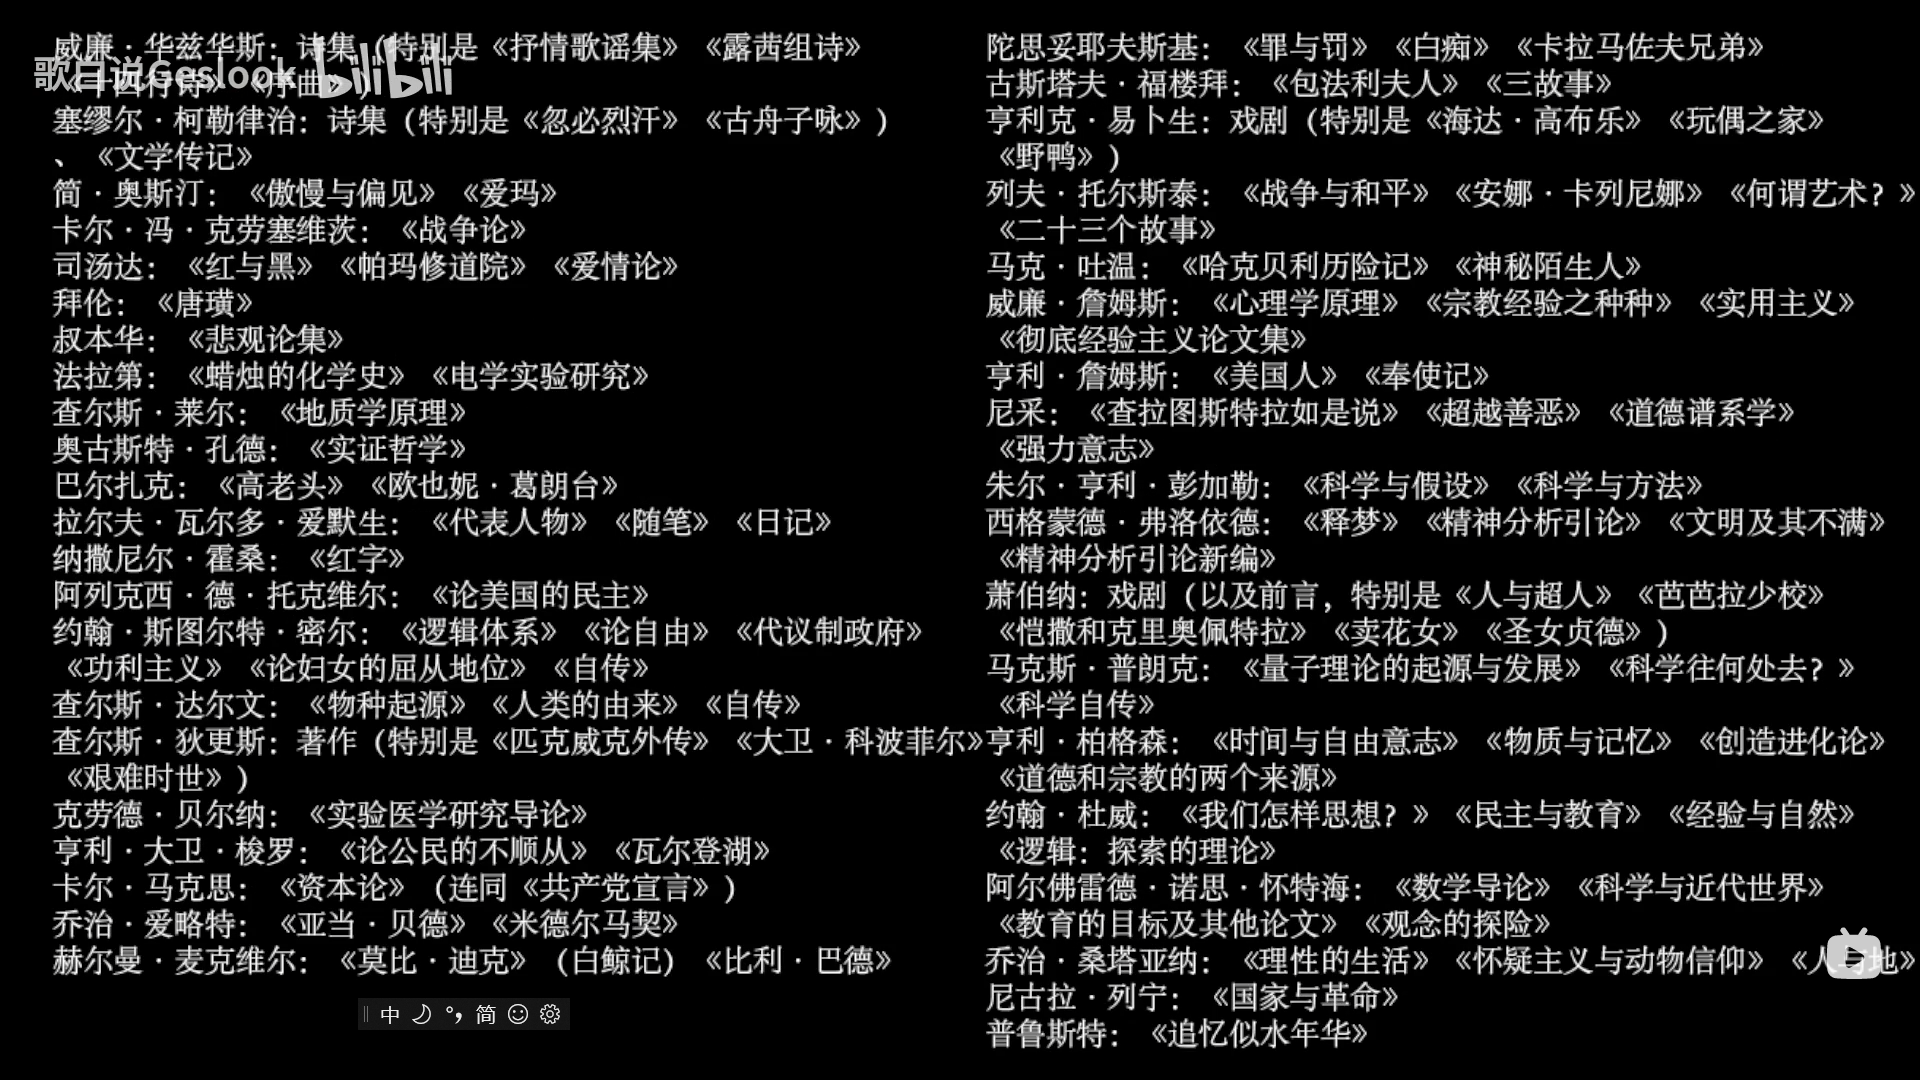 威廉·华兹华斯：诗集（特别是《抒情歌谣集》《露茜组诗》
《十四行诗》《序曲》）
歌白说Geslook bilibili
塞缪尔·柯勒律治：诗集（特别是《忽必烈汗》《古舟子咏》）
、《文学传记》
简·奥斯汀：《傲慢与偏见》《爱玛》
卡尔·冯·克劳塞维茨：《战争论》
司汤达：《红与黑》《帕玛修道院》《爱情论》
拜伦：《唐璜》
叔本华：《悲观论集》
法拉第：《蜡烛的化学史》《电学实验研究》
查尔斯·莱尔：《地质学原理》
奥古斯特·孔德：《实证哲学》
巴尔扎克：《高老头》《欧也妮·葛朗台》
拉尔夫·瓦尔多·爱默生：《代表人物》《随笔》《日记》
纳撒尼尔·霍桑：《红字》
阿列克西·德·托克维尔：《论美国的民主》
约翰·斯图尔特·密尔：《逻辑体系》《论自由》《代议制政府》
《功利主义》《论妇女的屈从地位》《自传》
查尔斯·达尔文：《物种起源》《人类的由来》《自传》
查尔斯·狄更斯：著作（特别是《匹克威克外传》《大卫·科波菲尔》
《艰难时世》）
克劳德·贝尔纳：《实验医学研究导论》
亨利·大卫·梭罗：《论公民的不顺从》《瓦尔登湖》
卡尔·马克思：《资本论》（连同《共产党宣言》）
乔治·爱略特：《亚当·贝德》《米德尔马契》
赫尔曼·麦克维尔：《莫比·迪克》（白鲸记）《比利·巴德》
中 °, 简
陀思妥耶夫斯基：《罪与罚》《白痴》《卡拉马佐夫兄弟》
古斯塔夫·福楼拜：《包法利夫人》《三故事》
亨利克·易卜生：戏剧（特别是《海达·高布乐》《玩偶之家》
《野鸭》）
列夫·托尔斯泰：《战争与和平》《安娜·卡列尼娜》《何谓艺术？》
《二十三个故事》
马克·吐温：《哈克贝利历险记》《神秘陌生人》
威廉·詹姆斯：《心理学原理》《宗教经验之种种》《实用主义》
《彻底经验主义论文集》
亨利·詹姆斯：《美国人》《奉使记》
尼采：《查拉图斯特拉如是说》《超越善恶》《道德谱系学》
《强力意志》
朱尔·亨利·彭加勒：《科学与假设》《科学与方法》
西格蒙德·弗洛依德：《释梦》《精神分析引论》《文明及其不满》
《精神分析引论新编》
萧伯纳：戏剧（以及前言，特别是《人与超人》《芭芭拉少校》
《恺撒和克里奥佩特拉》《卖花女》《圣女贞德》）
马克斯·普朗克：《量子理论的起源与发展》《科学往何处去？》
《科学自传》
亨利·柏格森：《时间与自由意志》《物质与记忆》《创造进化论》
《道德和宗教的两个来源》
约翰·杜威：《我们怎样思想？》《民主与教育》《经验与自然》
《逻辑：探索的理论》
阿尔佛雷德·诺思·怀特海：《数学导论》《科学与近代世界》
《教育的目标及其他论文》《观念的探险》
乔治·桑塔亚纳：《理性的生活》《怀疑主义与动物信仰》《人与地》
尼古拉·列宁：《国家与革命》
普鲁斯特：《追忆似水年华》